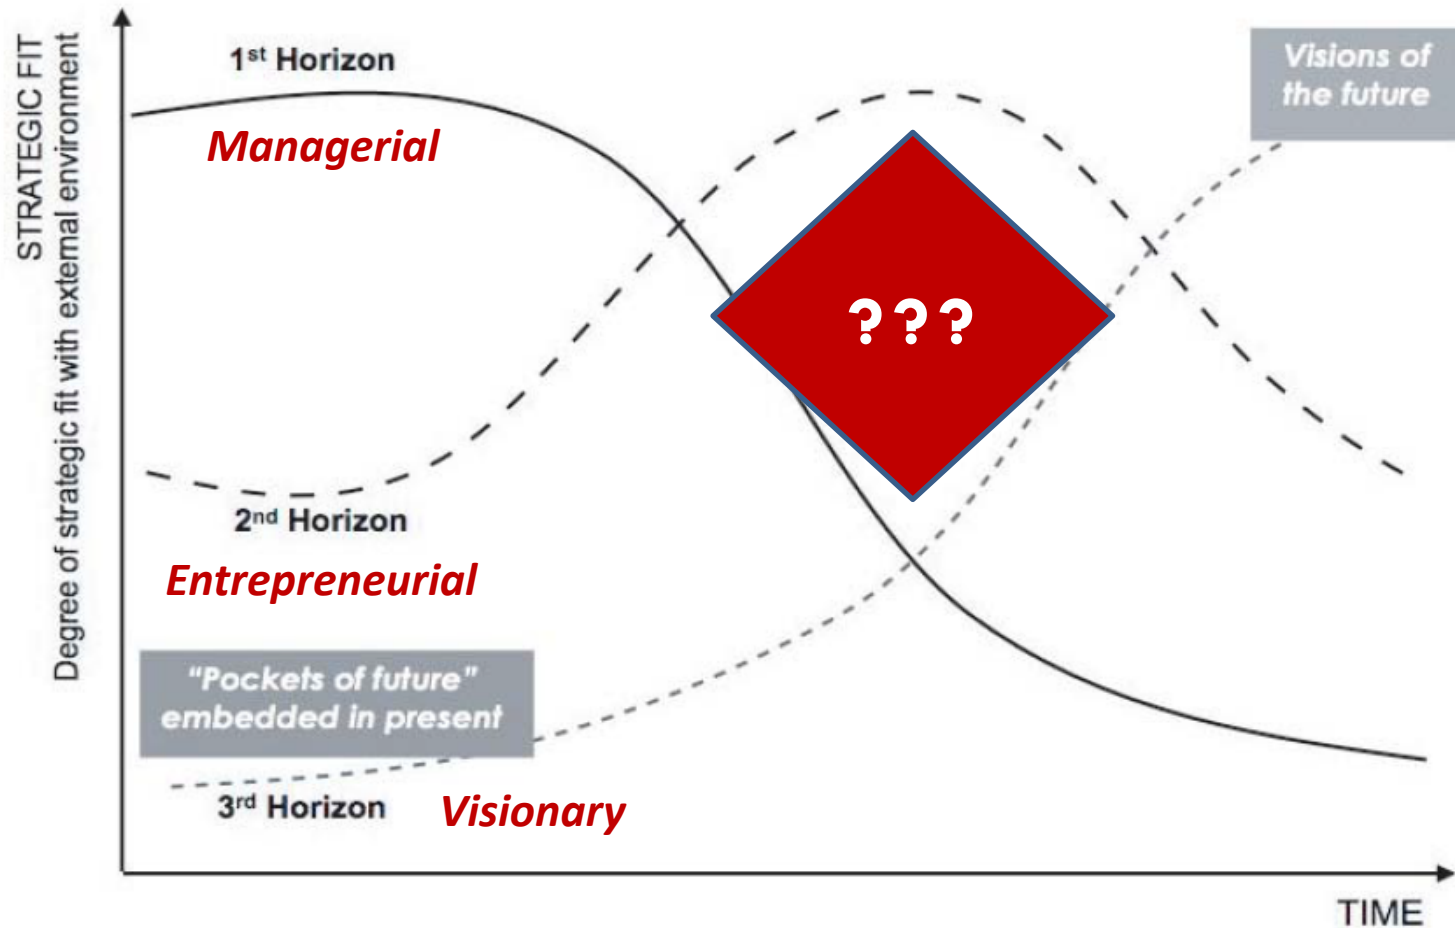 STRATEGIC FIT
Degree of strategic fit with external environment
1st Horizon
Managerial
Visions of
the future
???
2nd Horizon
Entrepreneurial
"Pockets of future"
embedded in present
3rd Horizon
Visionary
TIME